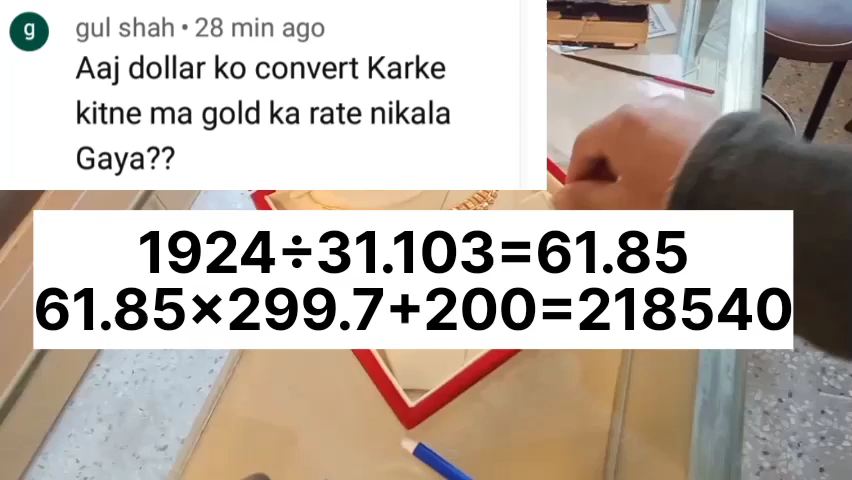 g gul shah • 28 min ago
Aaj dollar ko convert Karke
kitne ma gold ka rate nikala
Gaya??
1924÷31.103=61.85
61.85×299.7+200=218540